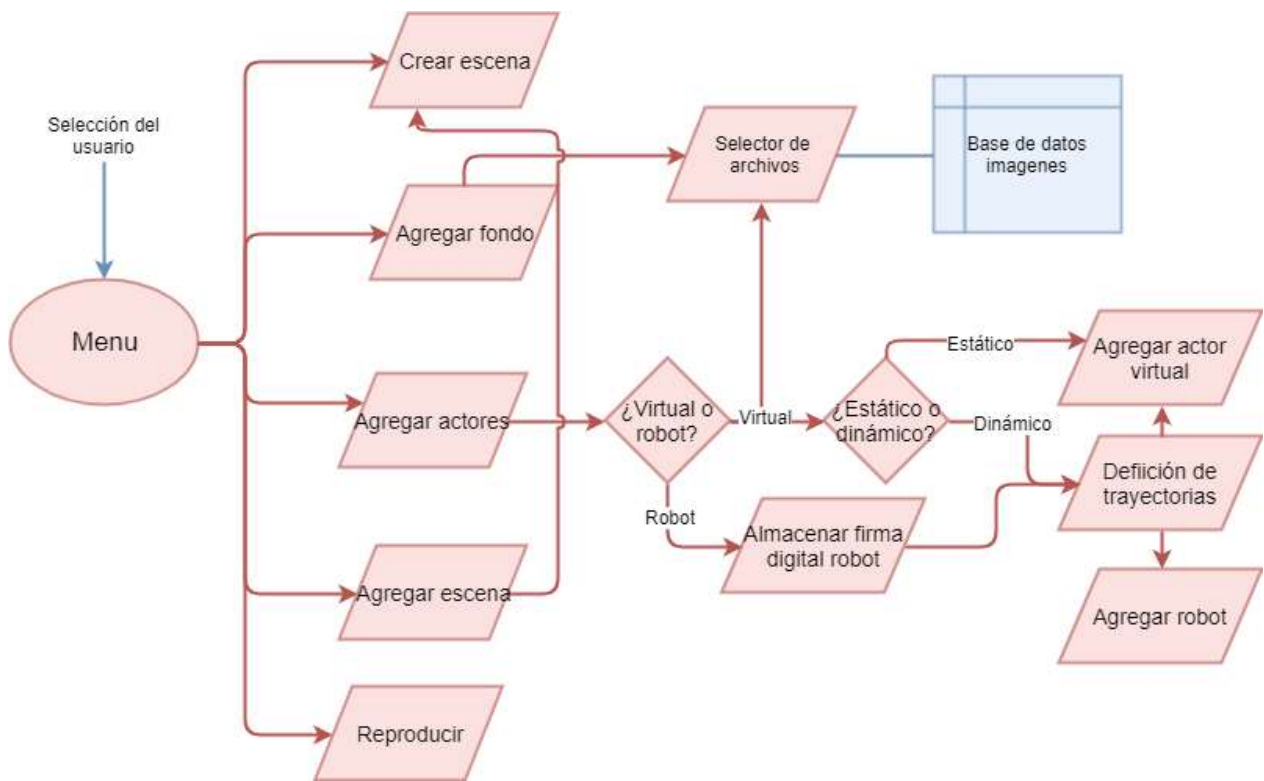 Crear escena
Selección del
usuario
Selector de
archivos
Base de datos
imagenes
Agregar fondo
Menu
Estático
Agregar actor
virtual
Agregar actores
¿Virtual o
robot?
Virtual
¿Estático o
dinámico?
Dinámico
Defiición de
trayectorias
Robot
Almacenar firma
digital robot
Agregar escena
Agregar robot
Reproducir